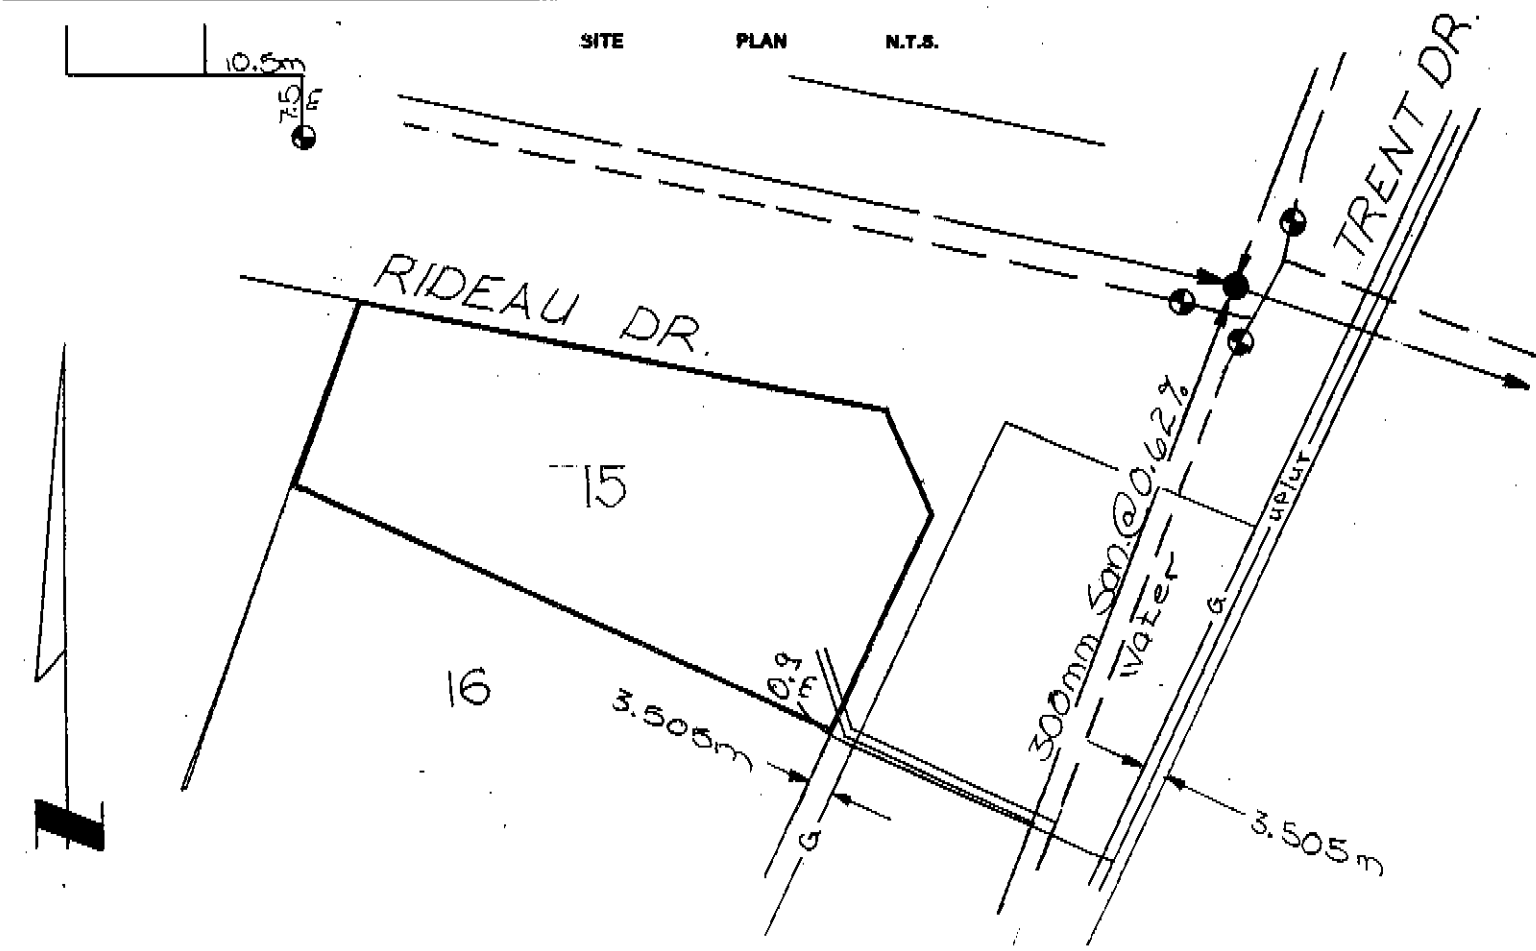 SITE PLAN N.T.S.
TRENT DR.
10.5m
7.5m
RIDEAU DR.
15
300mm San.@0.62%
Water
G
16
0.9m
3.505m
3.505m
G